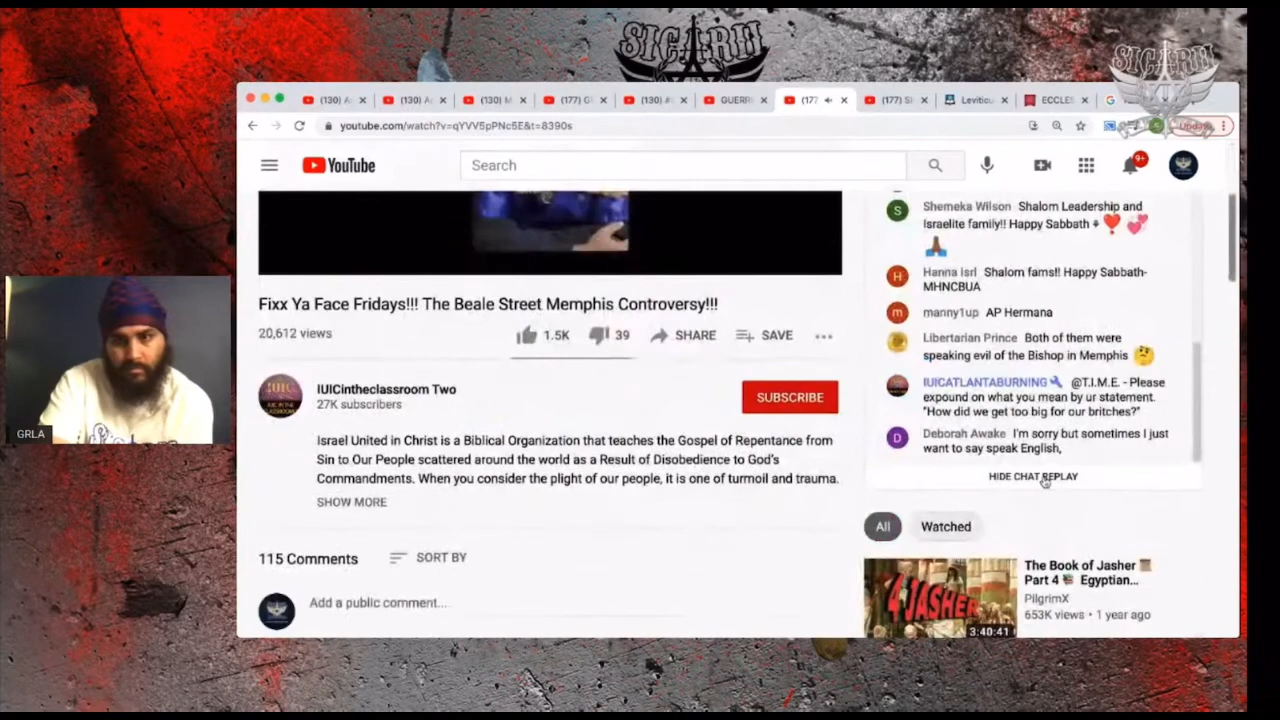 SICARII
SICARII
(130) A
(130) A
(130) M
(177) G
(130) #
GUERR
(177
(177) S
Leviticu
ECCLES
youtube.com/watch?v=qYVV5pPNc5E&t=8390s
Update
YouTube
Search
9+
S
Shemeka Wilson Shalom Leadership and
Israelite family!! Happy Sabbath
H
Hanna Isrl Shalom fams!! Happy Sabbath-
MHNCBUA
m
manny1up AP Hermana
Libertarian Prince Both of them were
speaking evil of the Bishop in Memphis
IUICATLANTABURNING @T.I.M.E. - Please
expound on what you mean by ur statement.
"How did we get too big for our britches?"
D
Deborah Awake I'm sorry but sometimes I just
want to say speak English,
HIDE CHAT REPLAY
Fixx Ya Face Fridays!!! The Beale Street Memphis Controversy!!!
20,612 views
1.5K
39
SHARE
SAVE
IUIC
IUICintheclassroom Two
27K subscribers
SUBSCRIBE
Israel United in Christ is a Biblical Organization that teaches the Gospel of Repentance from
Sin to Our People scattered around the world as a Result of Disobedience to God's
Commandments. When you consider the plight of our people, it is one of turmoil and trauma.
SHOW MORE
115 Comments
SORT BY
Add a public comment...
All
Watched
4 JASHER
3:40:41
The Book of Jasher
Part 4 Egyptian...
PilgrimX
653K views • 1 year ago
GRLA